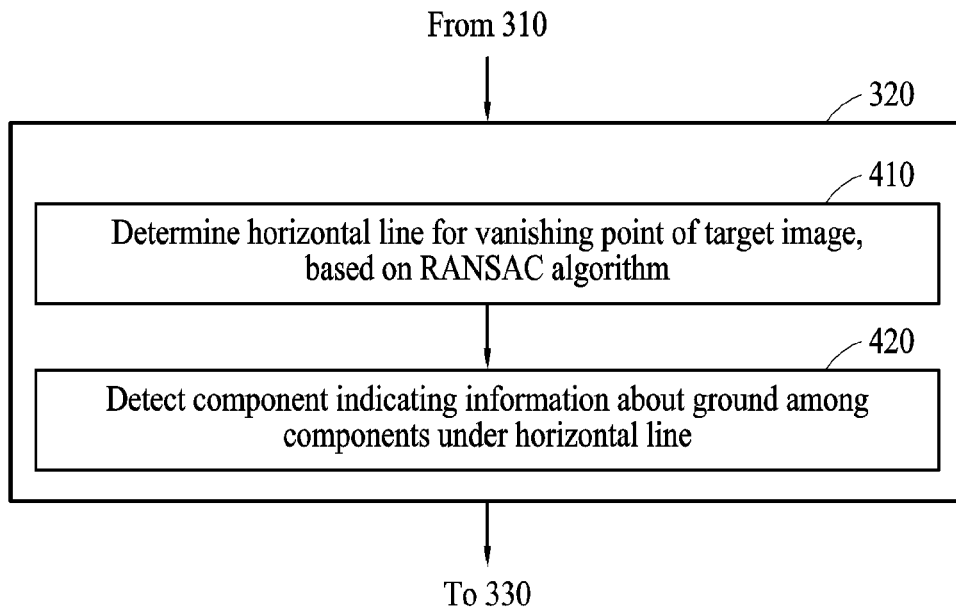 From 310
320
410
Determine horizontal line for vanishing point of target image,
based on RANSAC algorithm
420
Detect component indicating information about ground among
components under horizontal line
To 330